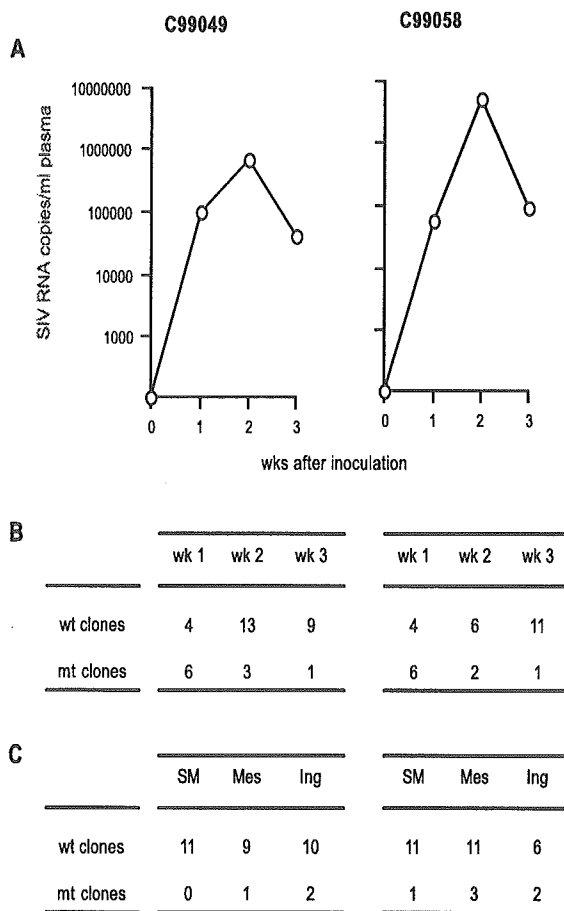 C99049 C99058
A
SIV RNA copies/ml plasma
10000000
1000000
100000
10000
1000
0 1 2 3 0 1 2 3
wks after inoculation
B
wk 1 wk 2 wk 3 wk 1 wk 2 wk 3
wt clones 4 13 9 4 6 11
mt clones 6 3 1 6 2 1
C
SM Mes Ing SM Mes Ing
wt clones 11 9 10 11 11 6
mt clones 0 1 2 1 3 2